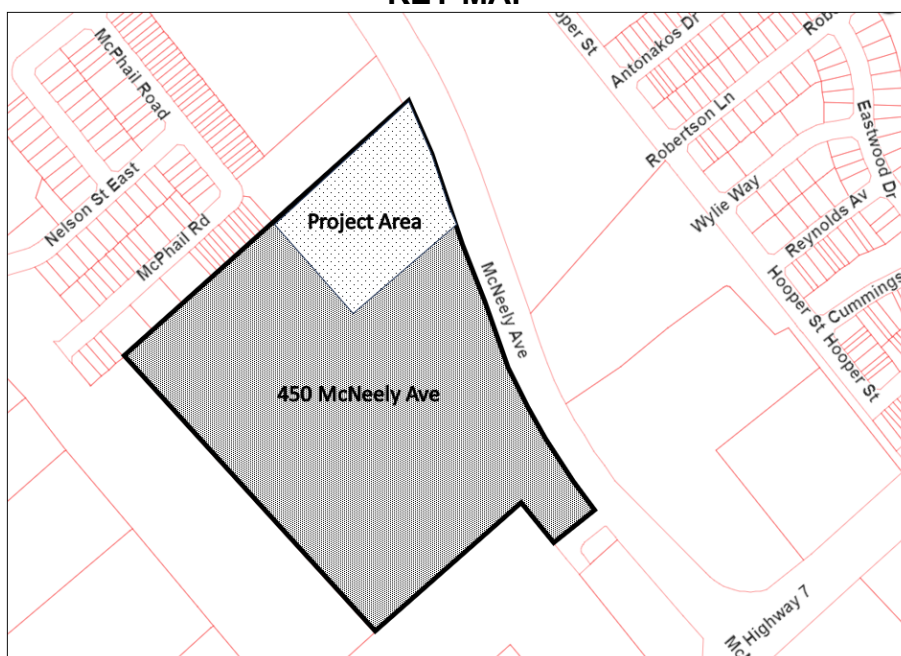 KEY MAP
McPhail Road
Nelson St East
McPhail Rd
Project Area
McNeely Ave
450 McNeely Ave
Hooper St
Antonakos Dr
Robertson Ln
Wylie Way
Eastwood Dr
Reynolds Av
Hooper St
Cummings
Hooper St
Highway 7